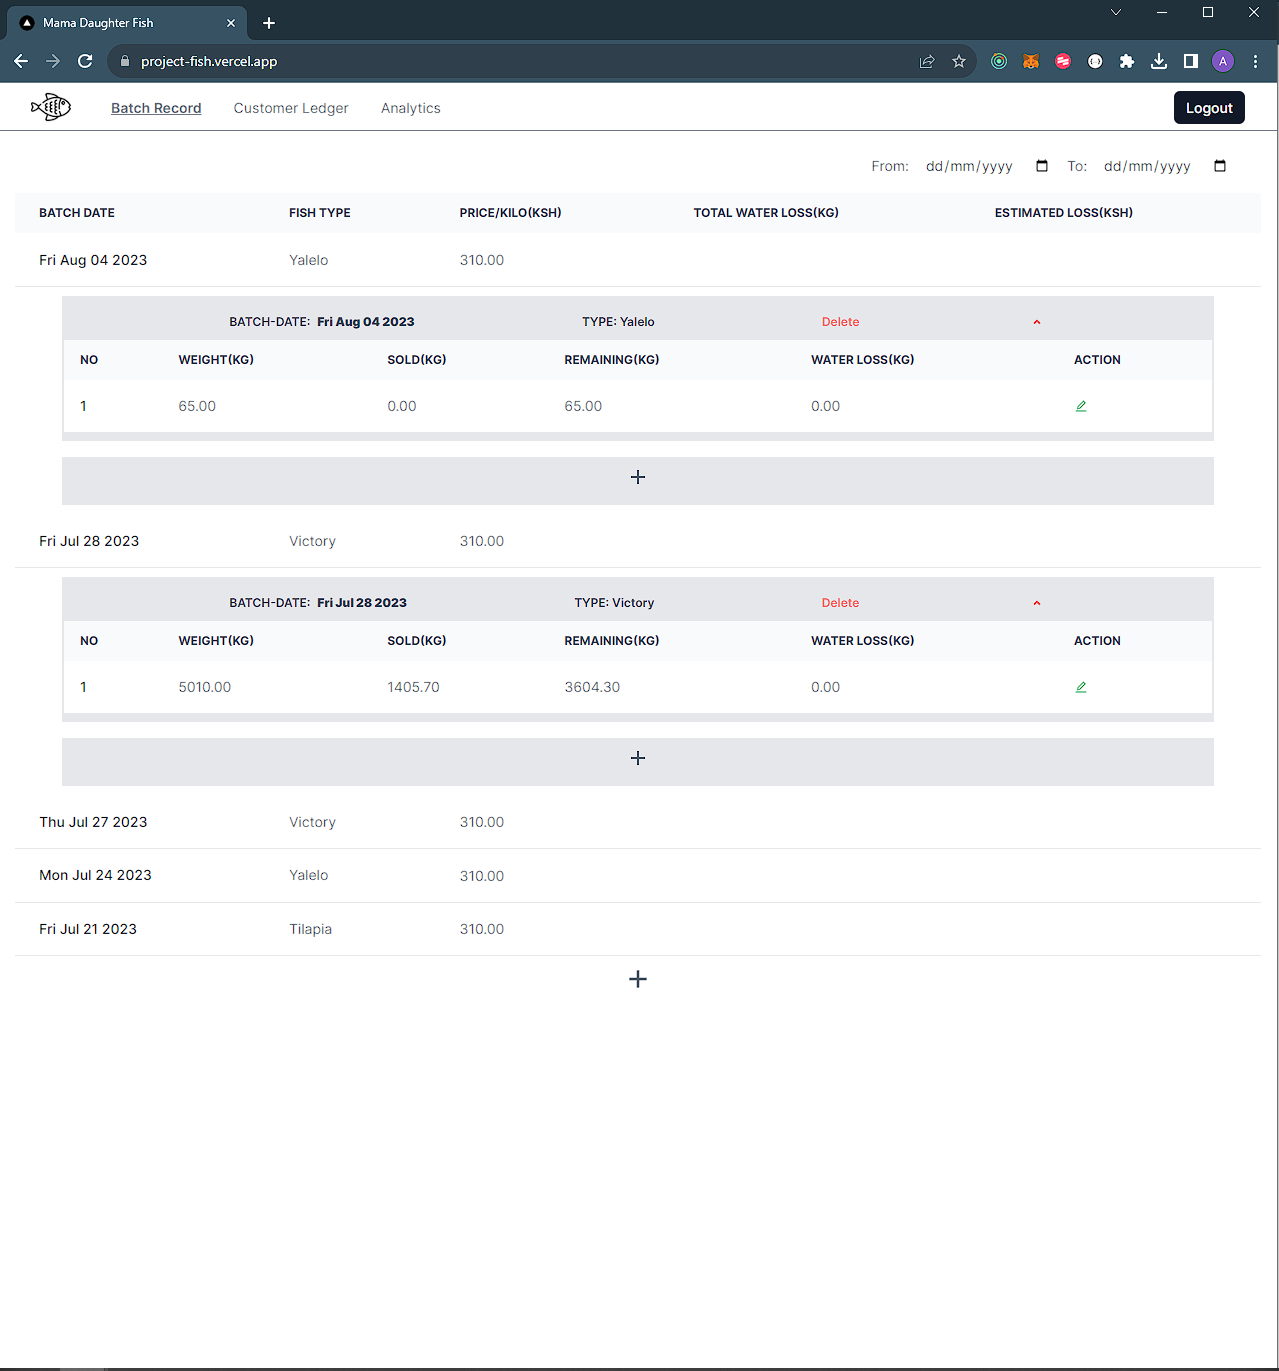 Mama Daughter Fish
project-fish.vercel.app
A
Batch Record Customer Ledger Analytics Logout
From: dd/mm/yyyy To: dd/mm/yyyy
BATCH DATE FISH TYPE PRICE/KILO(KSH) TOTAL WATER LOSS(KG) ESTIMATED LOSS(KSH)
Fri Aug 04 2023 Yalelo 310.00
BATCH-DATE: Fri Aug 04 2023 TYPE: Yalelo Delete
NO WEIGHT(KG) SOLD(KG) REMAINING(KG) WATER LOSS(KG) ACTION
1 65.00 0.00 65.00 0.00
+
Fri Jul 28 2023 Victory 310.00
BATCH-DATE: Fri Jul 28 2023 TYPE: Victory Delete
NO WEIGHT(KG) SOLD(KG) REMAINING(KG) WATER LOSS(KG) ACTION
1 5010.00 1405.70 3604.30 0.00
+
Thu Jul 27 2023 Victory 310.00
Mon Jul 24 2023 Yalelo 310.00
Fri Jul 21 2023 Tilapia 310.00
+